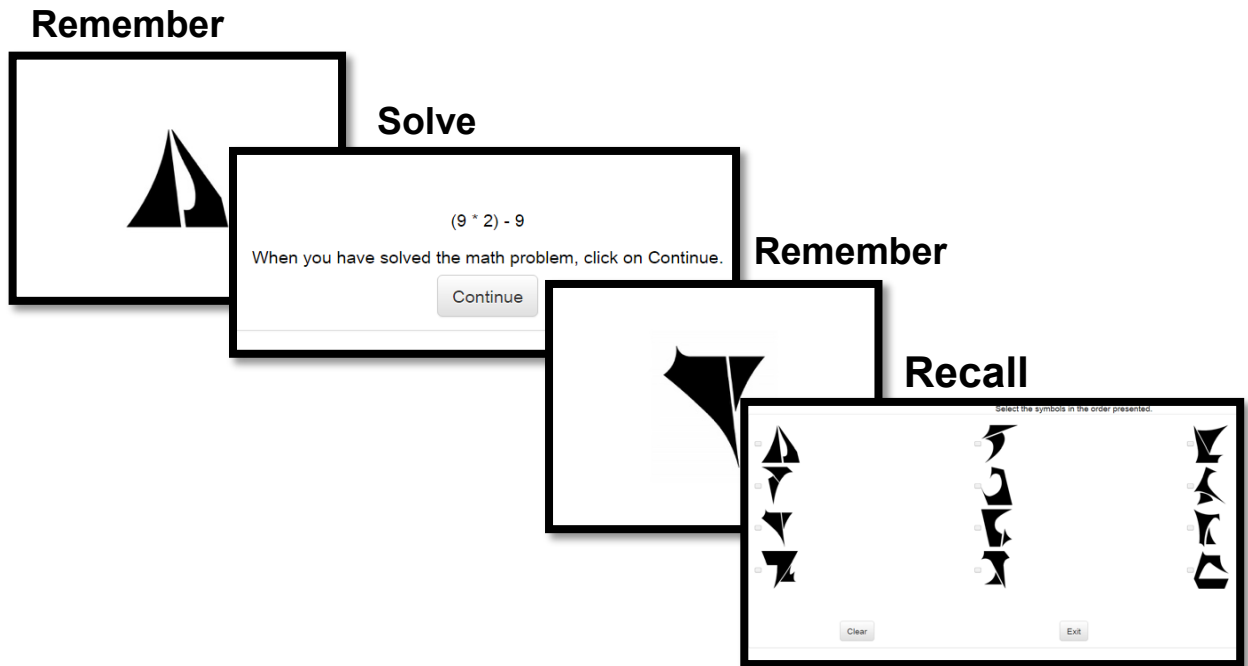 Remember
Solve
(9 * 2) - 9
When you have solved the math problem, click on Continue.
Continue
Remember
Recall
Select the symbols in the order presented.
Clear
Exit